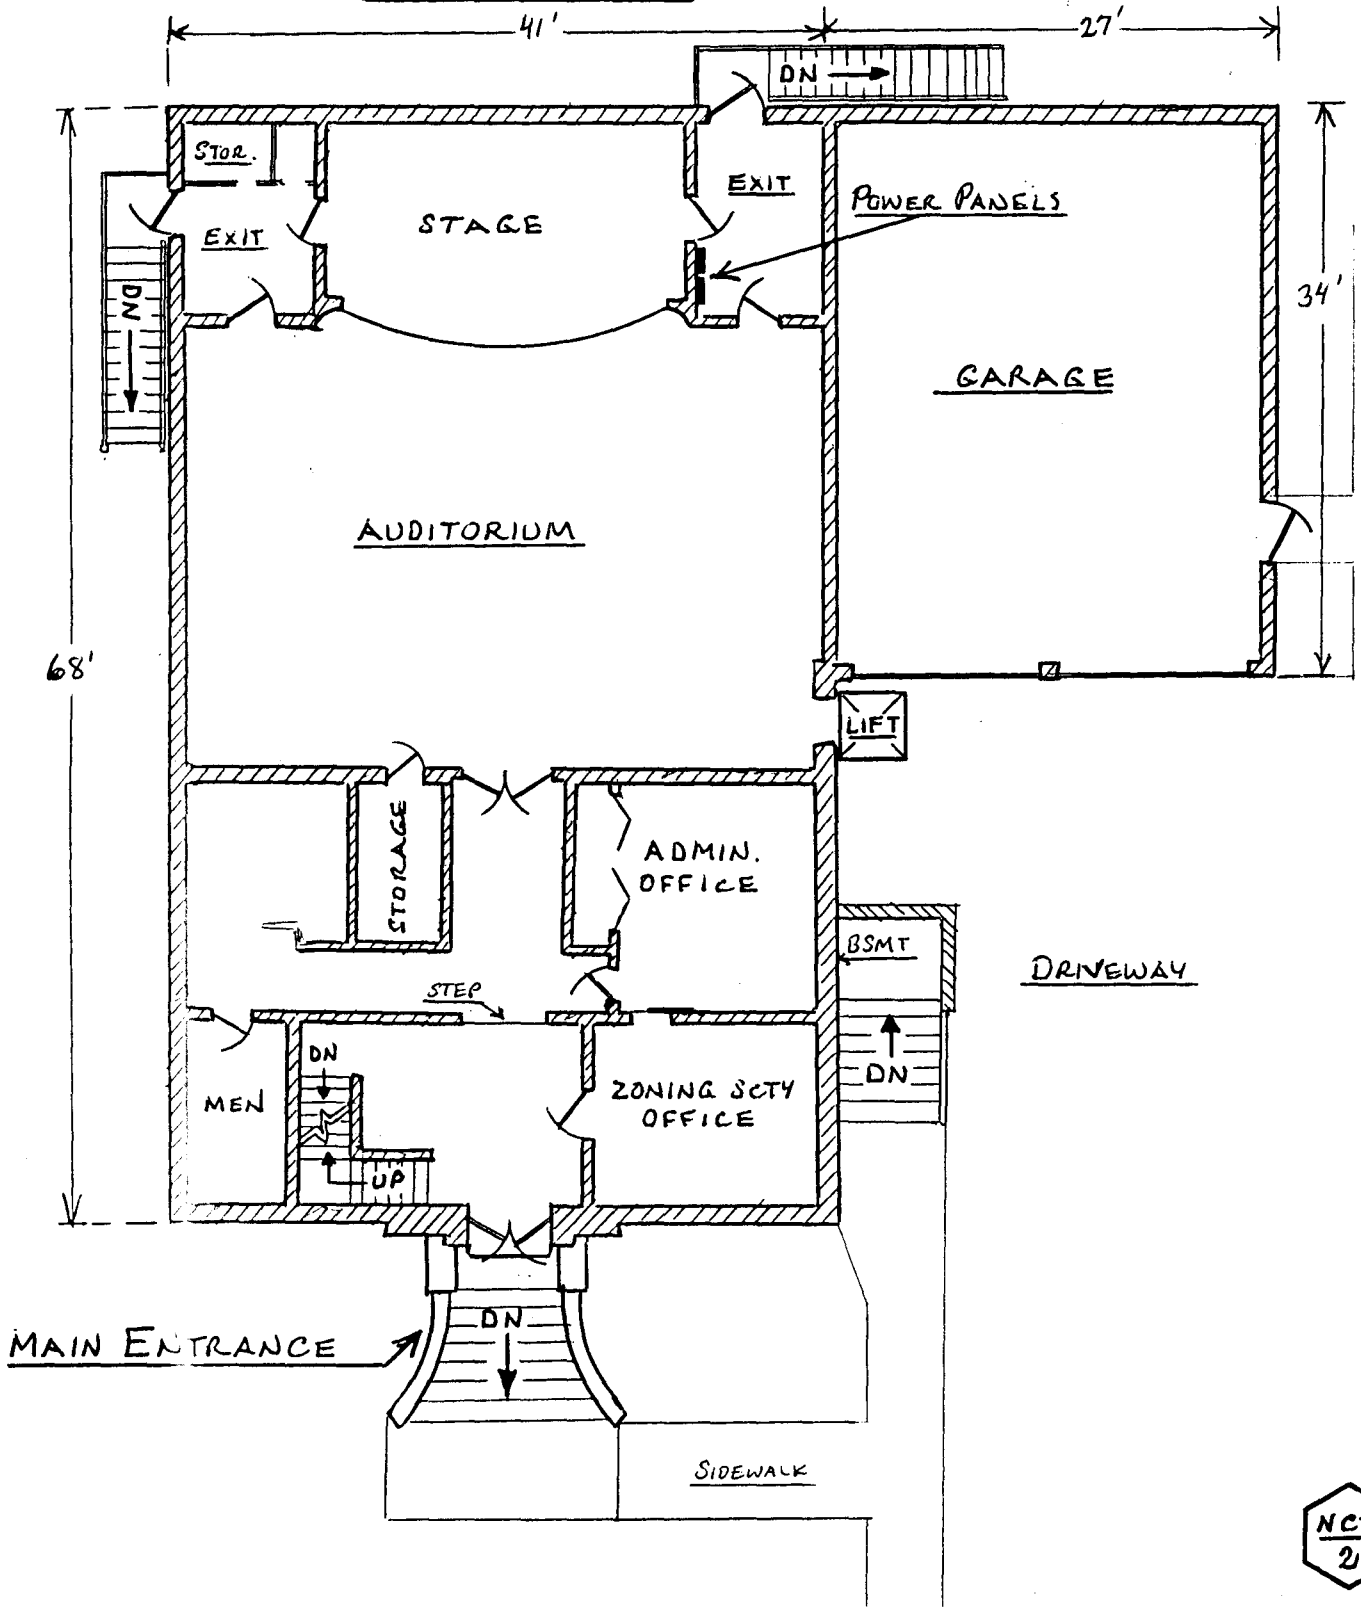 41'
27'
DN
STOR.
EXIT
STAGE
EXIT
POWER PANELS
DN
34'
GARAGE
AUDITORIUM
68'
LIFT
STORAGE
ADMIN.
OFFICE
BSMT
DRIVEWAY
STEP
DN
MEN
ZONING SCTY
OFFICE
DN
UP
DN
MAIN ENTRANCE
SIDEWALK